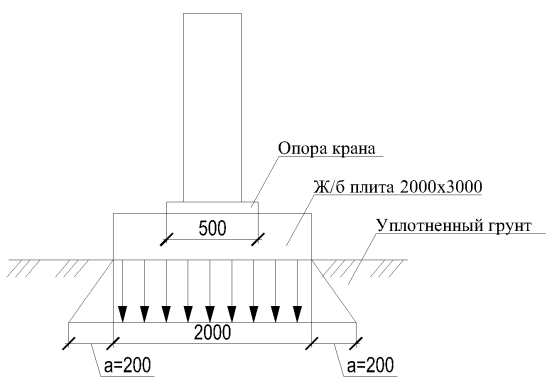 Опора крана
Ж/б плита 2000х3000
500
Уплотненный грунт
2000
а=200
а=200